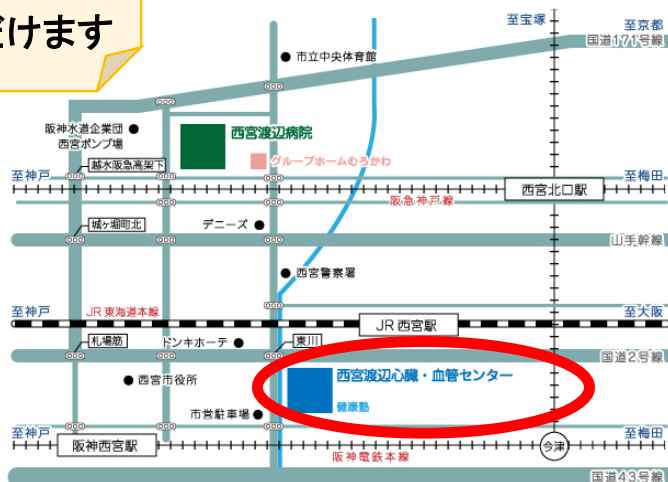 だけます
至宝塚
至京都
国道171号線
市立中央体育館
阪神水道企業団
西宮ポンプ場
西宮渡辺病院
グループホームむろかわ
越水阪急高架下
至神戸
至梅田
西宮北口駅
阪急神戸線
城ヶ堀町北
デニーズ
山手幹線
西宮警察署
至神戸
JR東海道本線
至大阪
JR西宮駅
札場筋
ドンキホーテ
東川
国道2号線
西宮市役所
西宮渡辺心臓・血管センター
健康塾
市営駐車場
至神戸
至梅田
阪神西宮駅
今津
阪神電鉄本線
国道43号線